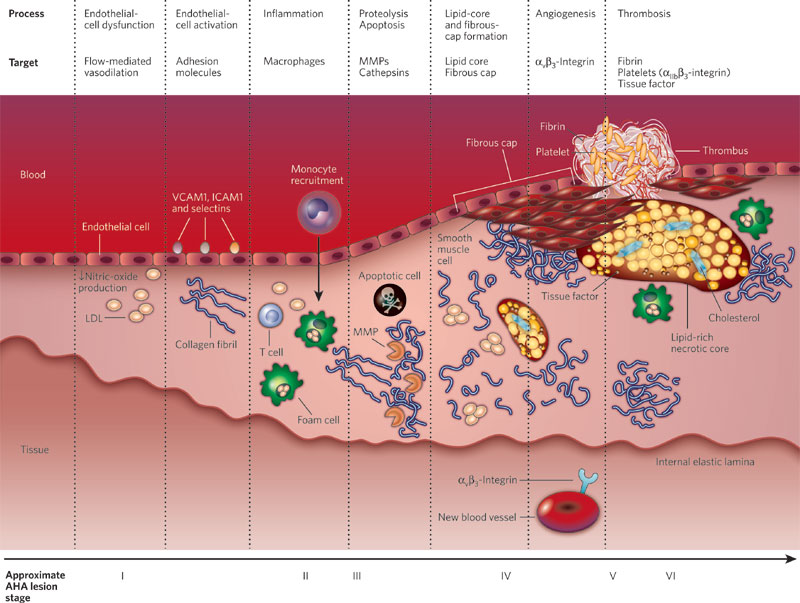 Process
Endothelial-
cell dysfunction
Endothelial-
cell activation
Inflammation
Proteolysis
Apoptosis
Lipid-core
and fibrous-
cap formation
Angiogenesis
Thrombosis
Target
Flow-mediated
vasodilation
Adhesion
molecules
Macrophages
MMPs
Cathepsins
Lipid core
Fibrous cap
αvβ3-Integrin
Fibrin
Platelets (αIIbβ3-integrin)
Tissue factor
Blood
Fibrin
Platelet
Thrombus
Fibrous cap
Monocyte
recruitment
VCAM1, ICAM1
and selectins
Endothelial cell
Smooth
muscle
cell
↓Nitric-oxide
production
LDL
Collagen fibril
T cell
Foam cell
Apoptotic cell
MMP
Tissue factor
Cholesterol
Lipid-rich
necrotic core
Tissue
Internal elastic lamina
αvβ3-Integrin
New blood vessel
Approximate
AHA lesion
stage
I
II
III
IV
V
VI